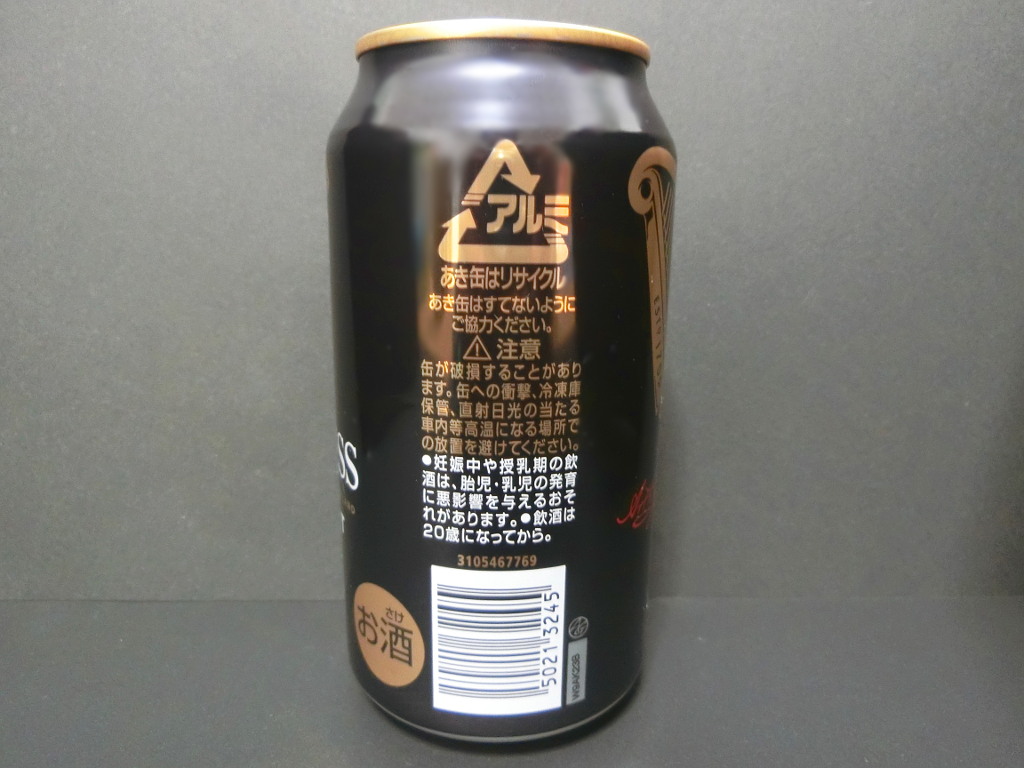 アルミ
あき缶はリサイクル
あき缶はすてないように
ご協力ください。
注意
缶が破損することがあり
ます。缶への衝撃、冷凍庫
保管、直射日光の当たる
車内等高温になる場所で
の放置を避けてください。
●妊娠中や授乳期の飲
酒は、胎児・乳児の発育
に悪影響を与えるおそ
れがあります。●飲酒は
20歳になってから。
3105467769
SS
さけ
お酒
5021 3245
W9AK23B